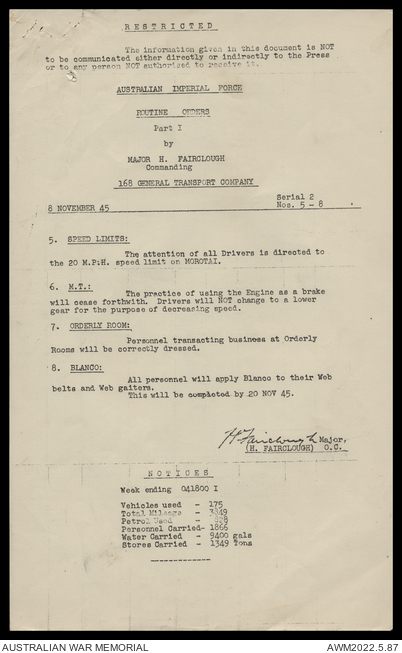 RESTRICTED
The information given in this document is NOT
to be communicated either directly or indirectly to the Press
or to any person NOT authorised to receive it.
AUSTRALIAN IMPERIAL FORCE
ROUTINE ORDERS
Part I
by
MAJOR H. FAIRCLOUGH
Commanding
168 GENERAL TRANSPORT COMPANY
Serial 2
8 NOVEMBER 45 Nos. 5 - 8
5. SPEED LIMITS:
The attention of all Drivers is directed to
the 20 M.P.H. speed limit on MOROTAI.
6. M.T.:
The practice of using the Engine as a brake
will cease forthwith. Drivers will NOT change to a lower
gear for the purpose of decreasing speed.
7. ORDERLY ROOM:
Personnel transacting business at Orderly
Rooms will be correctly dressed.
8. BLANCO:
All personnel will apply Blanco to their Web
belts and Web gaiters.
This will be completed by 20 NOV 45.
H Fairclough Major,
(H. FAIRCLOUGH) O.C.
NOTICES
Week ending 041800 I
Vehicles used - 175
Total Mileage - 3849
Petrol Used -
Personnel Carried- 1866
Water Carried - 9400 gals
Stores Carried - 1349 Tons
AUSTRALIAN WAR MEMORIAL
AWM2022.5.87